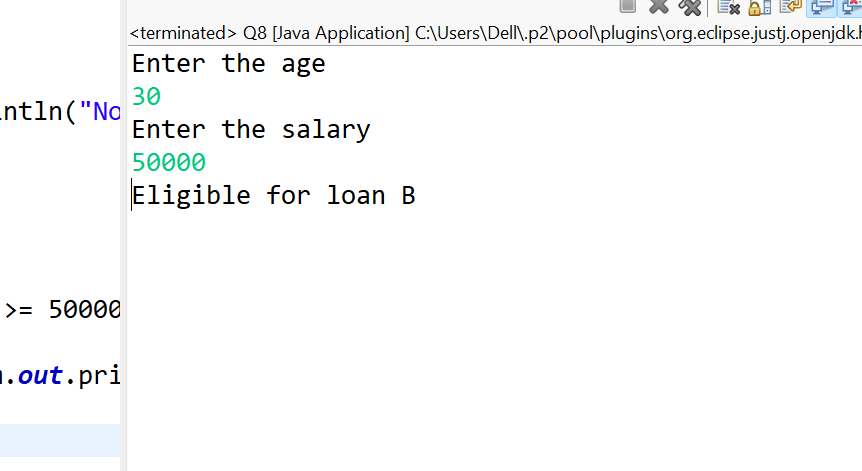 <terminated> Q8 [Java Application] C:\Users\Dell\.p2\pool\plugins\org.eclipse.justj.openjdk.h
Enter the age
30
ntln("No
Enter the salary
50000
Eligible for loan B
>= 50000
.out.pri